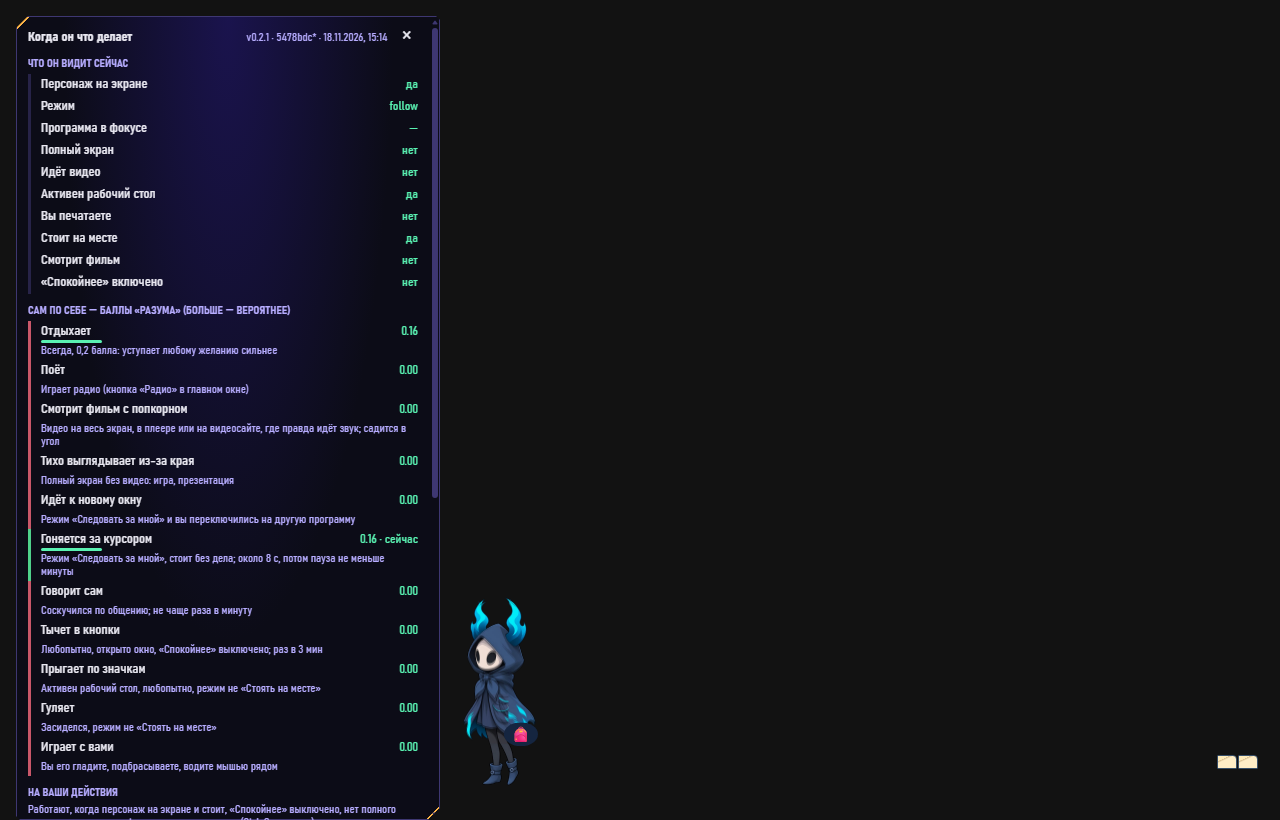 Когда он что делает
v0.2.1 · 5478bdc* · 18.11.2026, 15:14 ✕
ЧТО ОН ВИДИТ СЕЙЧАС
Персонаж на экране да
Режим follow
Программа в фокусе —
Полный экран нет
Идёт видео нет
Активен рабочий стол да
Вы печатаете нет
Стоит на месте да
Смотрит фильм нет
«Спокойнее» включено нет
САМ ПО СЕБЕ — БАЛЛЫ «РАЗУМА» (БОЛЬШЕ — ВЕРОЯТНЕЕ)
Отдыхает 0.16
Всегда, 0,2 балла: уступает любому желанию сильнее
Поёт 0.00
Играет радио (кнопка «Радио» в главном окне)
Смотрит фильм с попкорном 0.00
Видео на весь экран, в плеере или на видеосайте, где правда идёт звук; садится в
угол
Тихо выглядывает из-за края 0.00
Полный экран без видео: игра, презентация
Идёт к новому окну 0.00
Режим «Следовать за мной» и вы переключились на другую программу
Гоняется за курсором 0.16 · сейчас
Режим «Следовать за мной», стоит без дела; около 8 с, потом пауза не меньше
минуты
Говорит сам 0.00
Соскучился по общению; не чаще раза в минуту
Тычет в кнопки 0.00
Любопытно, открыто окно, «Спокойнее» выключено; раз в 3 мин
Прыгает по значкам 0.00
Активен рабочий стол, любопытно, режим не «Стоять на месте»
Гуляет 0.00
Засиделся, режим не «Стоять на месте»
Играет с вами 0.00
Вы его гладите, подбрасываете, водите мышью рядом
НА ВАШИ ДЕЙСТВИЯ
Работают, когда персонаж на экране и стоит, «Спокойнее» выключено, нет полного